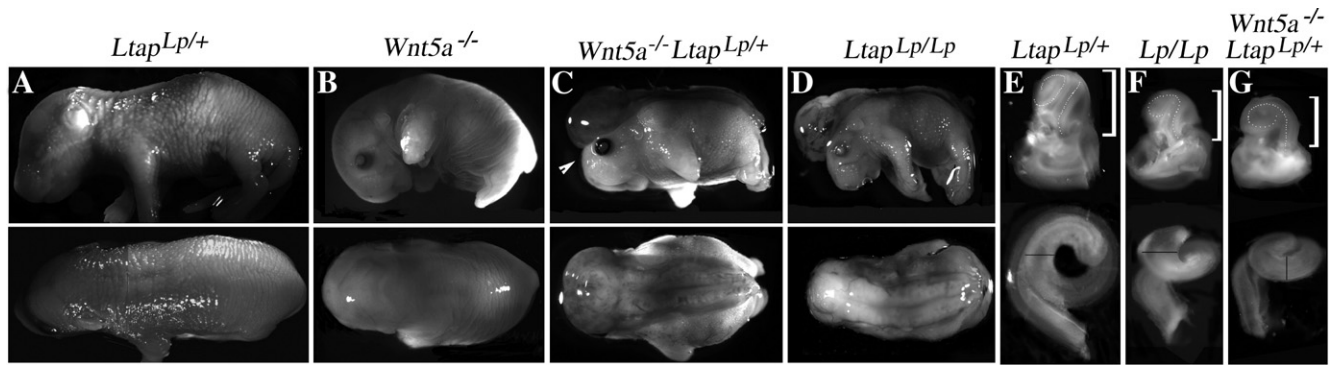 Ltap Lp/+
Wnt5a -/-
Wnt5a-/- Ltap Lp/+
Ltap Lp/Lp
Ltap Lp/+
Lp/Lp
Wnt5a -/-
Ltap Lp/+
A
B
C
D
E
F
G